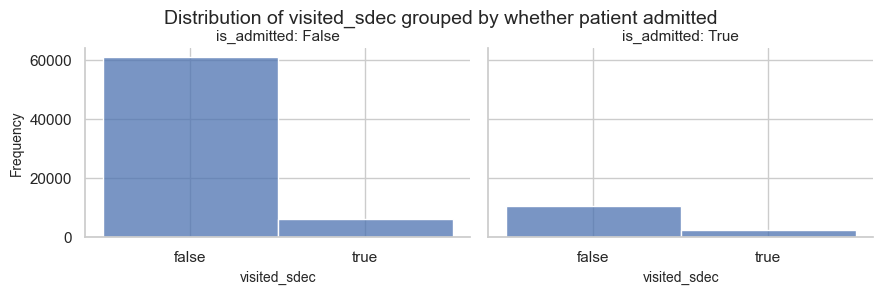 Distribution of visited_sdec grouped by whether patient admitted
is_admitted: False
is_admitted: True
Frequency
60000
40000
20000
0
false
true
false
true
visited_sdec
visited_sdec